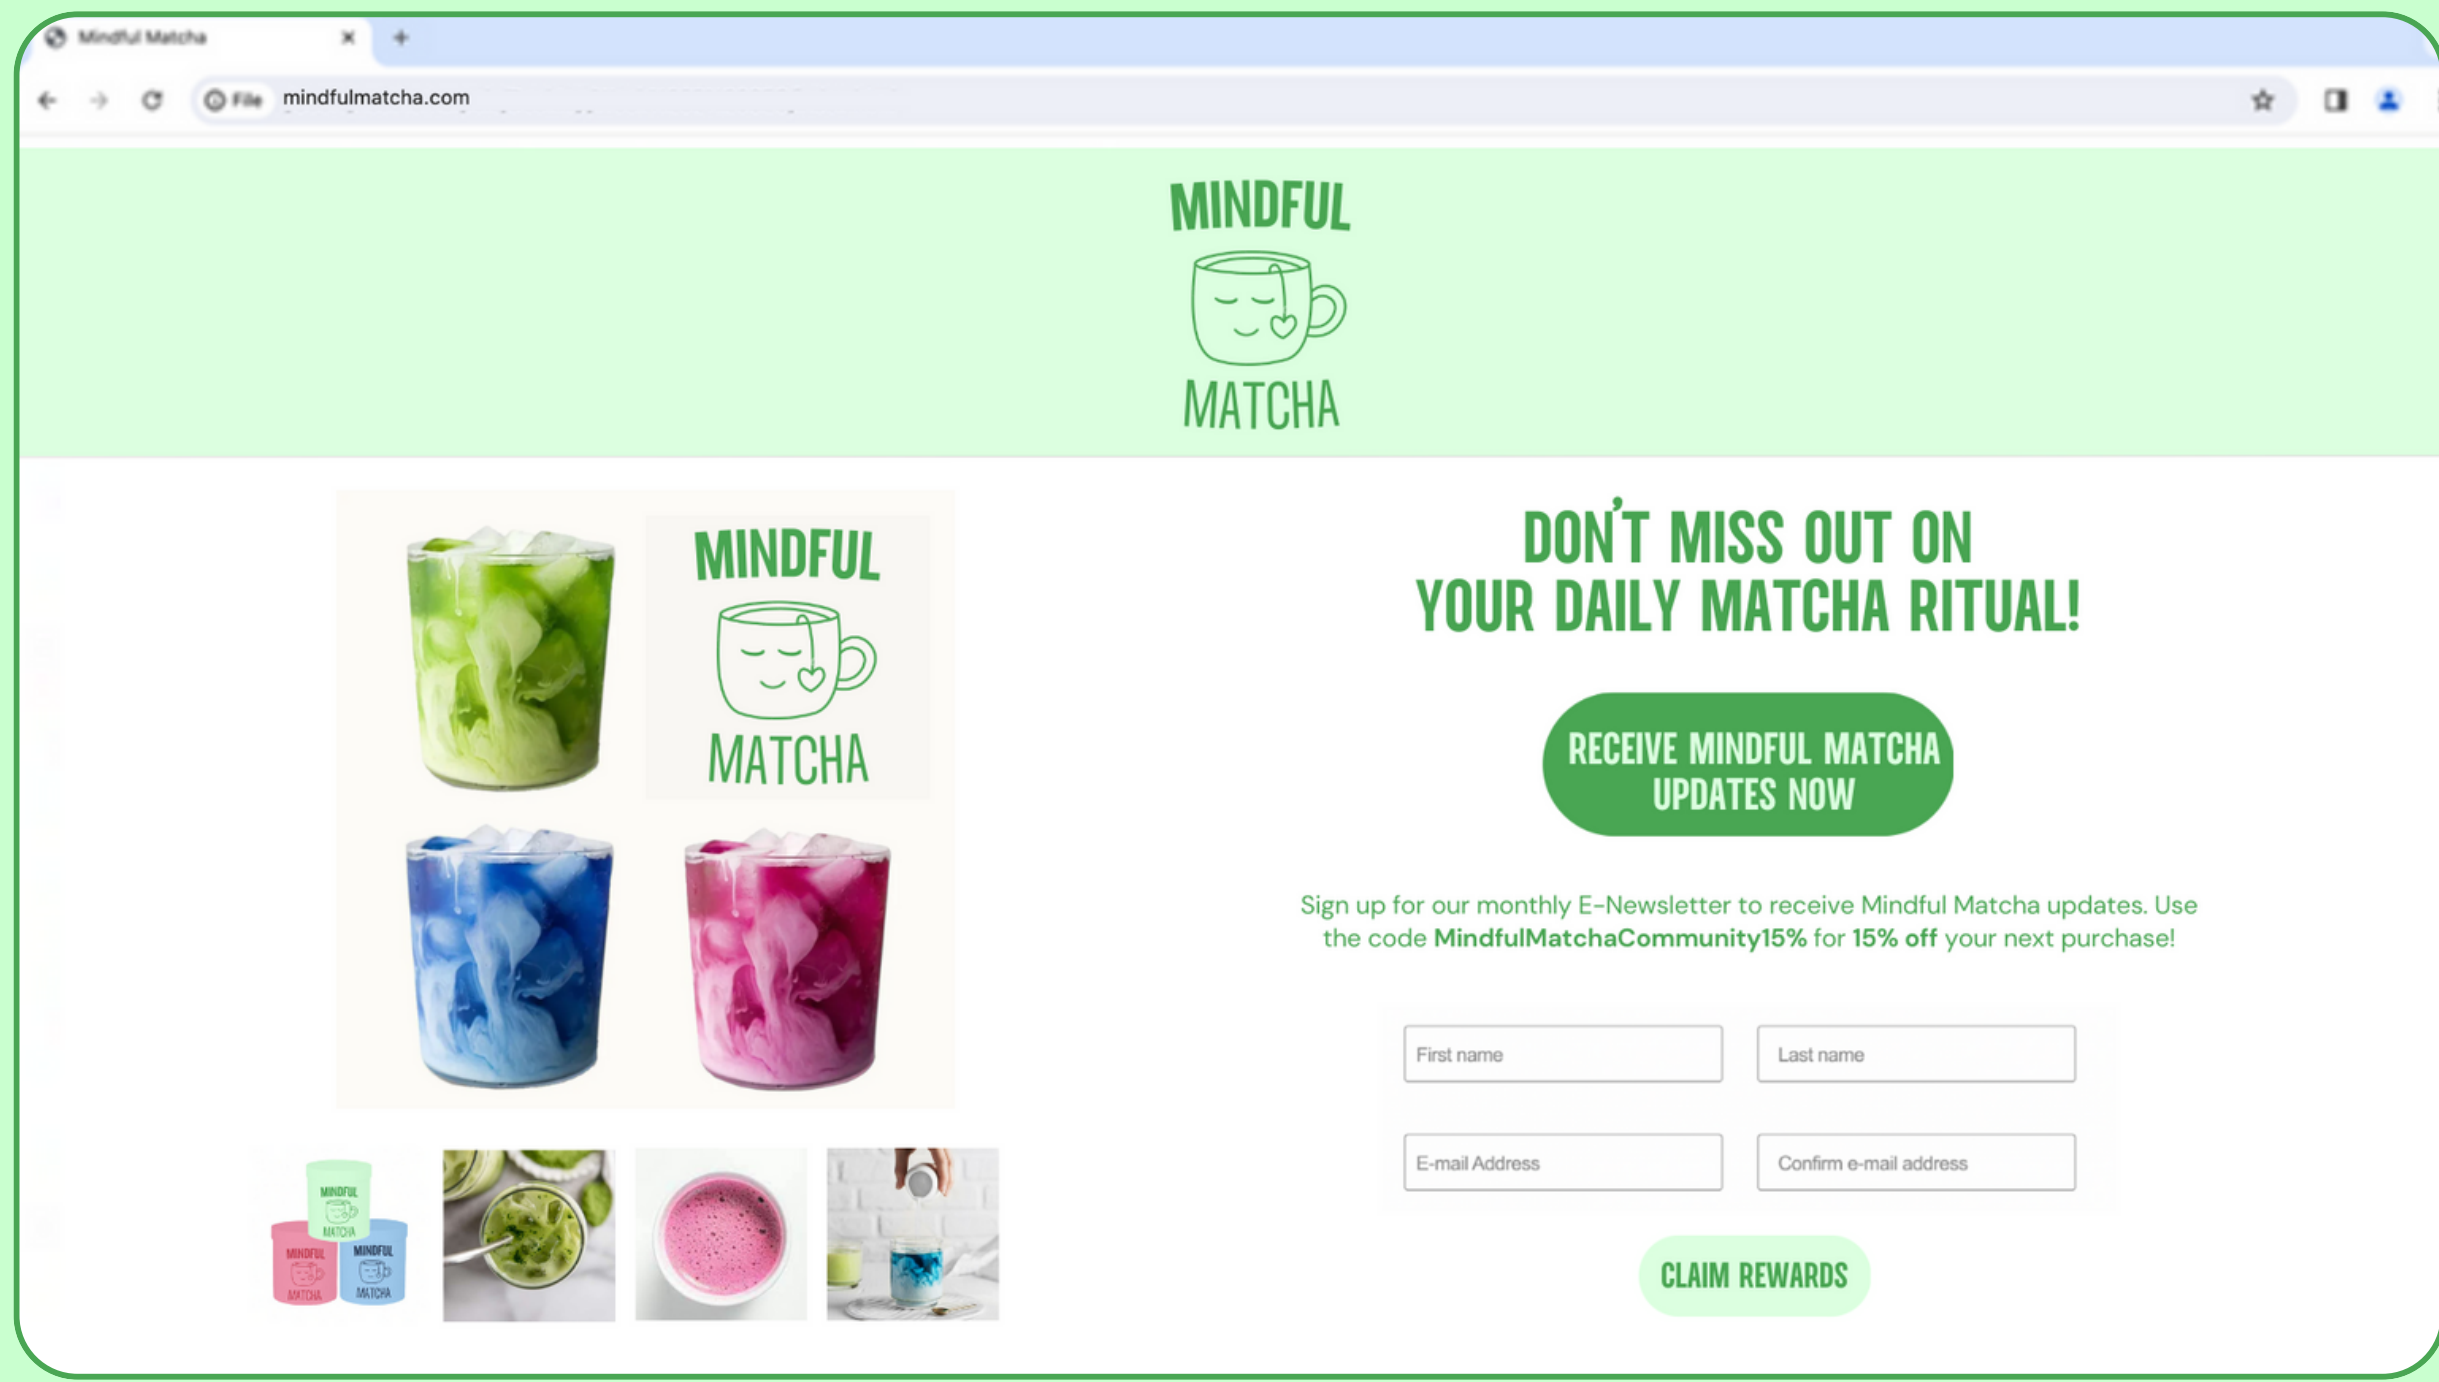 Mindful Matcha
File mindfulmatcha.com
MINDFUL
MATCHA
MINDFUL
MATCHA
DON'T MISS OUT ON
YOUR DAILY MATCHA RITUAL!
RECEIVE MINDFUL MATCHA
UPDATES NOW
Sign up for our monthly E-Newsletter to receive Mindful Matcha updates. Use
the code MindfulMatchaCommunity15% for 15% off your next purchase!
First name
Last name
E-mail Address
Confirm e-mail address
MINDFUL
MATCHA
MINDFUL
MATCHA
MINDFUL
MATCHA
CLAIM REWARDS